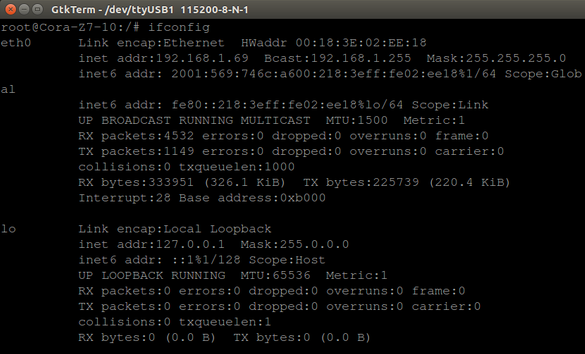 GtkTerm - /dev/ttyUSB1 115200-8-N-1
root@Cora-Z7-10:/# ifconfig
eth0 Link encap:Ethernet HWaddr 00:18:3E:02:EE:18
inet addr:192.168.1.69 Bcast:192.168.1.255 Mask:255.255.255.0
inet6 addr: 2001:569:746c:a600:218:3eff:fe02:ee18%1/64 Scope:Glob
al
inet6 addr: fe80::218:3eff:fe02:ee18%lo/64 Scope:Link
UP BROADCAST RUNNING MULTICAST MTU:1500 Metric:1
RX packets:4532 errors:0 dropped:0 overruns:0 frame:0
TX packets:1149 errors:0 dropped:0 overruns:0 carrier:0
collisions:0 txqueuelen:1000
RX bytes:333951 (326.1 KiB) TX bytes:225739 (220.4 KiB)
Interrupt:28 Base address:0xb000
lo Link encap:Local Loopback
inet addr:127.0.0.1 Mask:255.0.0.0
inet6 addr: ::1%1/128 Scope:Host
UP LOOPBACK RUNNING MTU:65536 Metric:1
RX packets:0 errors:0 dropped:0 overruns:0 frame:0
TX packets:0 errors:0 dropped:0 overruns:0 carrier:0
collisions:0 txqueuelen:1
RX bytes:0 (0.0 B) TX bytes:0 (0.0 B)